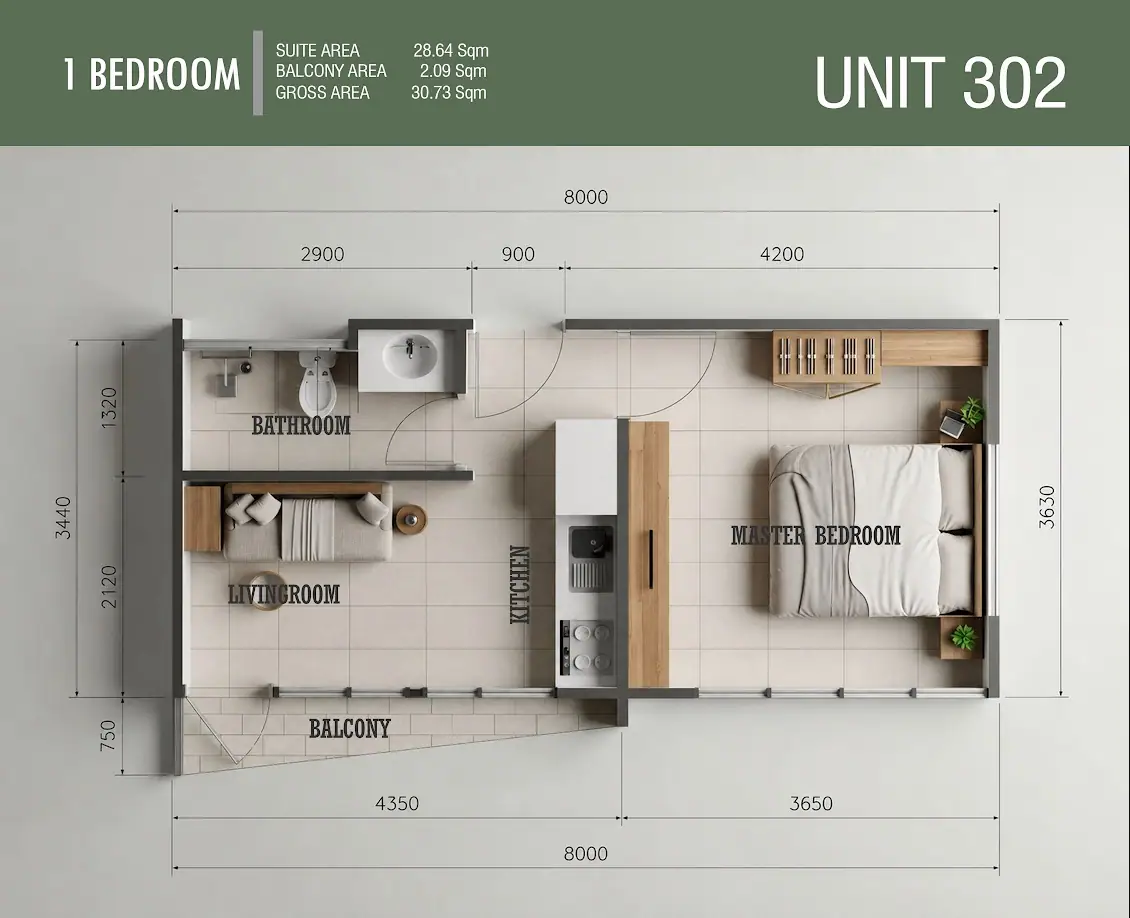 1 BEDROOM
SUITE AREA 28.64 Sqm
BALCONY AREA 2.09 Sqm
GROSS AREA 30.73 Sqm
UNIT 302
8000
2900
900
4200
1320
3440
2120
750
3630
BATHROOM
LIVINGROOM
KITCHEN
MASTER BEDROOM
BALCONY
4350
3650
8000